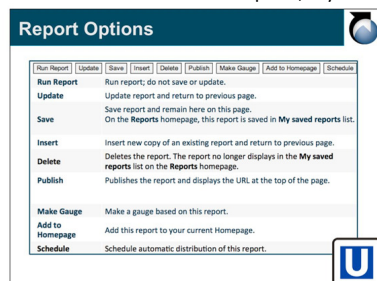 Report Options
Run Report Update Save Insert Delete Publish Make Gauge Add to Homepage Schedule
Run Report Run report; do not save or update.
Update Update report and return to previous page.
Save Save report and remain here on this page.
On the Reports homepage, this report is saved in My saved reports list.
Insert Insert new copy of an existing report and return to previous page.
Delete Deletes the report. The report no longer displays in the My saved
reports list on the Reports homepage.
Publish Publishes the report and displays the URL at the top of the page.
Make Gauge Make a gauge based on this report.
Add to
Homepage Add this report to your current Homepage.
Schedule Schedule automatic distribution of this report.
U